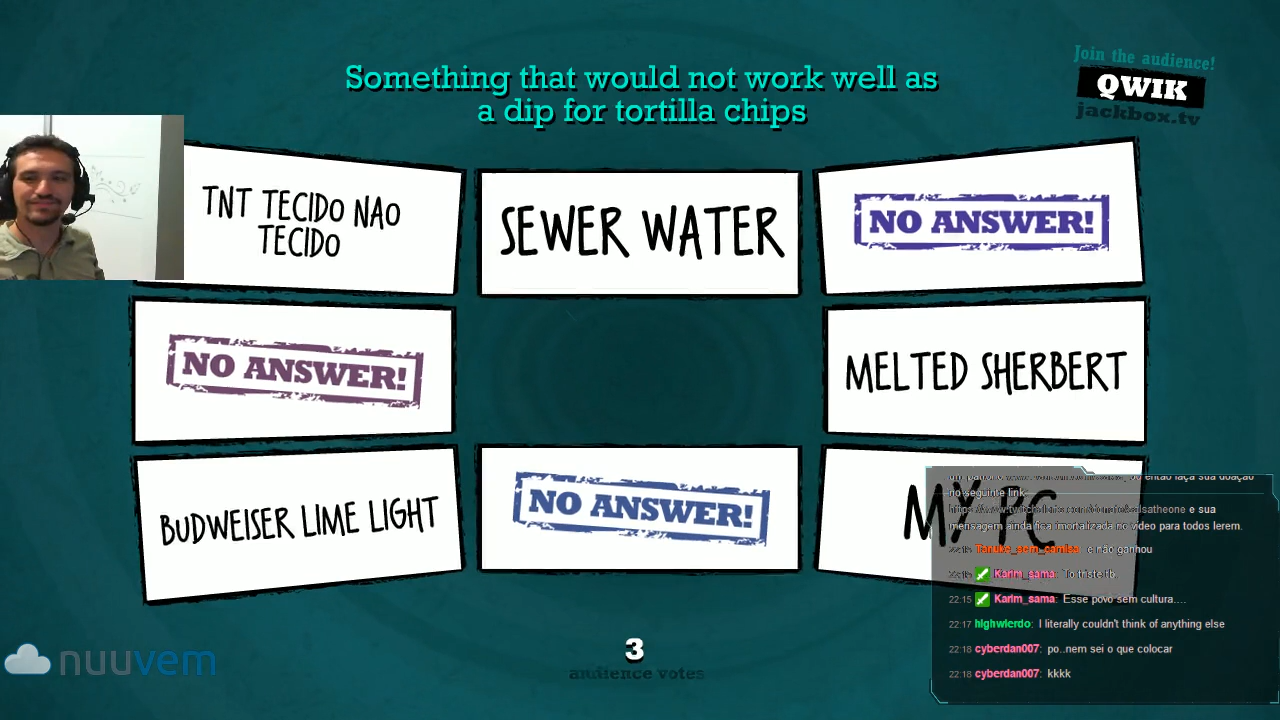 Something that would not work well as
a dip for tortilla chips
Join the audience!
QWIK
jackbox.tv
TNT TECIDO NAO
TECIDO
SEWER WATER
NO ANSWER!
NO ANSWER!
MELTED SHERBERT
BUDWEISER LIME LIGHT
NO ANSWER!
MY PC
3
audience votes
nuuvem
no seguinte link
e sua
mensagem ainda fica imortalizada no vídeo para todos lerem.
e não ganhou
Karim_sama:
22:15 Karim_sama: Esse povo sem cultura....
22:17 highwierdo: I literally couldn't think of anything else
22:18 cyberdan007: po..nem sei o que colocar
22:18 cyberdan007: kkkk